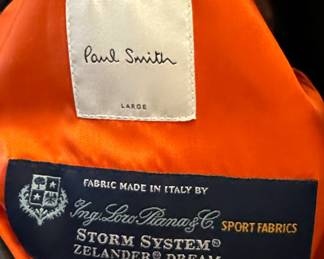 Paul Smith
LARGE
FABRIC MADE IN ITALY BY
Ing. Loro Piana & C. SPORT FABRICS
STORM SYSTEM®
ZELANDER® DREAM